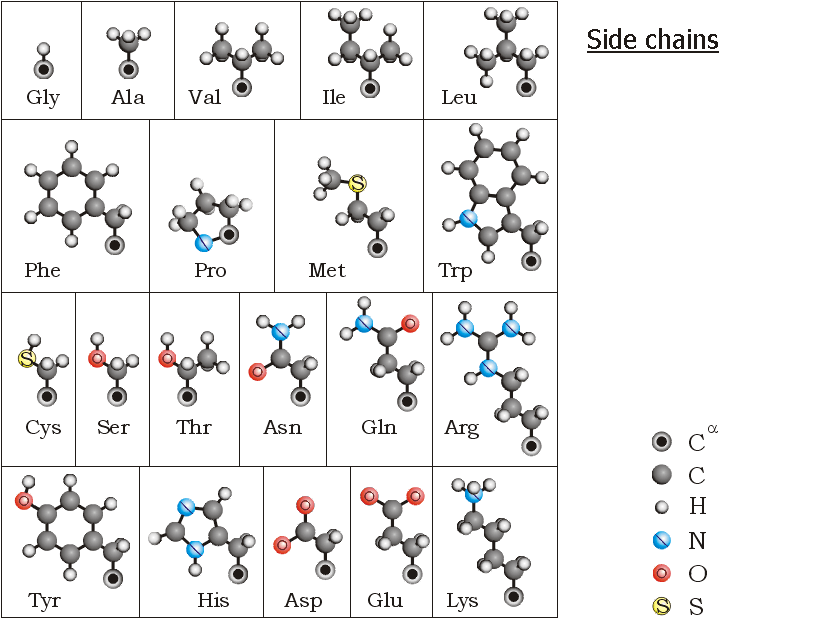 Side chains
Gly Ala Val Ile Leu
Phe Pro Met Trp
S
Cys Ser Thr Asn Gln Arg
S
Tyr His Asp Glu Lys
Cα
C
H
N
O
S S